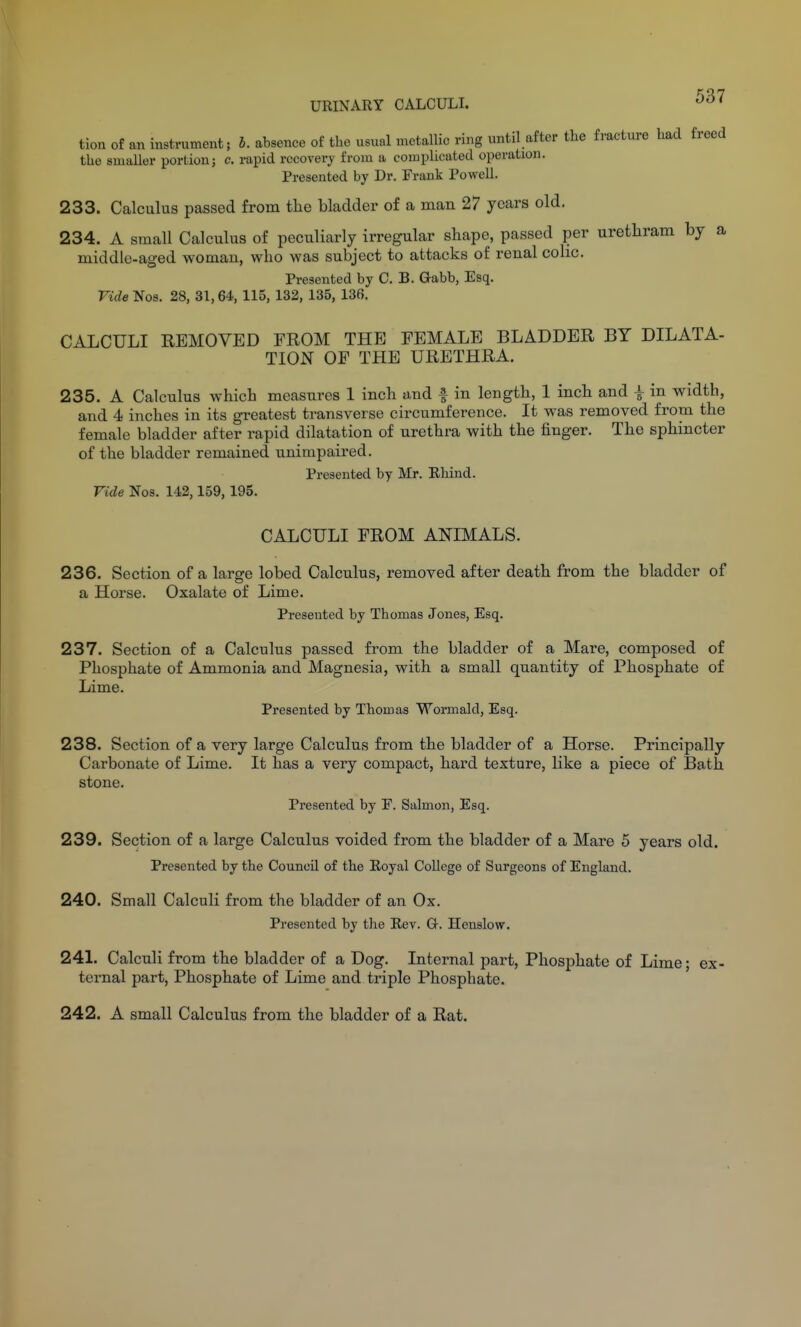 URINARY CALCULI.
537
tion of an instrument; b. absence of the usual metallic ring until after the fracture had freed
the smaller portion; c. rapid recovery from a complicated operation.
Presented by Dr. Frank Powell.
233. Calculus passed from the bladder of a man 27 years old.
234. A small Calculus of peculiarly irregular shape, passed per urethram by a
middle-aged woman, who was subject to attacks of renal colic.
Presented by C. B. Gabb, Esq.
Vide Nos. 28, 31, 64, 115, 132, 135, 136.
CALCULI REMOVED FROM THE FEMALE BLADDER BY DILATA-
TION OF THE URETHRA.
235. A Calculus which measures 1 inch and ⅝ in length, 1 inch and ⅛ in width,
and 4 inches in its greatest transverse circumference. It was removed from the
female bladder after rapid dilatation of urethra with the finger. The sphincter
of the bladder remained unimpaired.
Presented by Mr. Rhind.
Vide Nos. 142, 159, 195.
CALCULI FROM ANIMALS.
236. Section of a large lobed Calculus, removed after death from the bladder of
a Horse. Oxalate of Lime.
Presented by Thomas Jones, Esq.
237. Section of a Calculus passed from the bladder of a Mare, composed of
Phosphate of Ammonia and Magnesia, with a small quantity of Phosphate of
Lime.
Presented by Thomas Wormald, Esq.
238. Section of a very large Calculus from the bladder of a Horse. Principally
Carbonate of Lime. It has a very compact, hard texture, like a piece of Bath
stone.
Presented by F. Salmon, Esq.
239. Section of a large Calculus voided from the bladder of a Mare 5 years old.
Presented by the Council of the Royal College of Surgeons of England.
240. Small Calculi from the bladder of an Ox.
Presented by the Rev. G. Henslow.
241. Calculi from the bladder of a Dog. Internal part, Phosphate of Lime; ex-
ternal part, Phosphate of Lime and triple Phosphate.
242. A small Calculus from the bladder of a Rat.